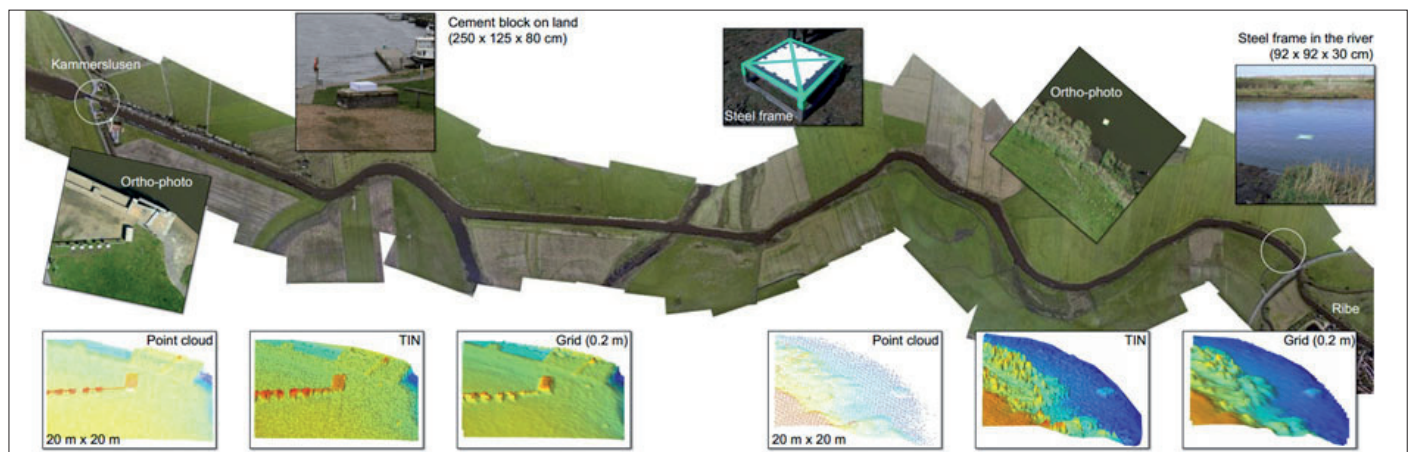 Cement block on land
(250 x 125 x 80 cm)
Steel frame in the river
(92 x 92 x 30 cm)
Kammerslusen
Ortho-photo
Steel frame
Ortho-photo
Ribe
Point cloud
20 m x 20 m
TIN
Grid (0.2 m)
Point cloud
20 m x 20 m
TIN
Grid (0.2 m)